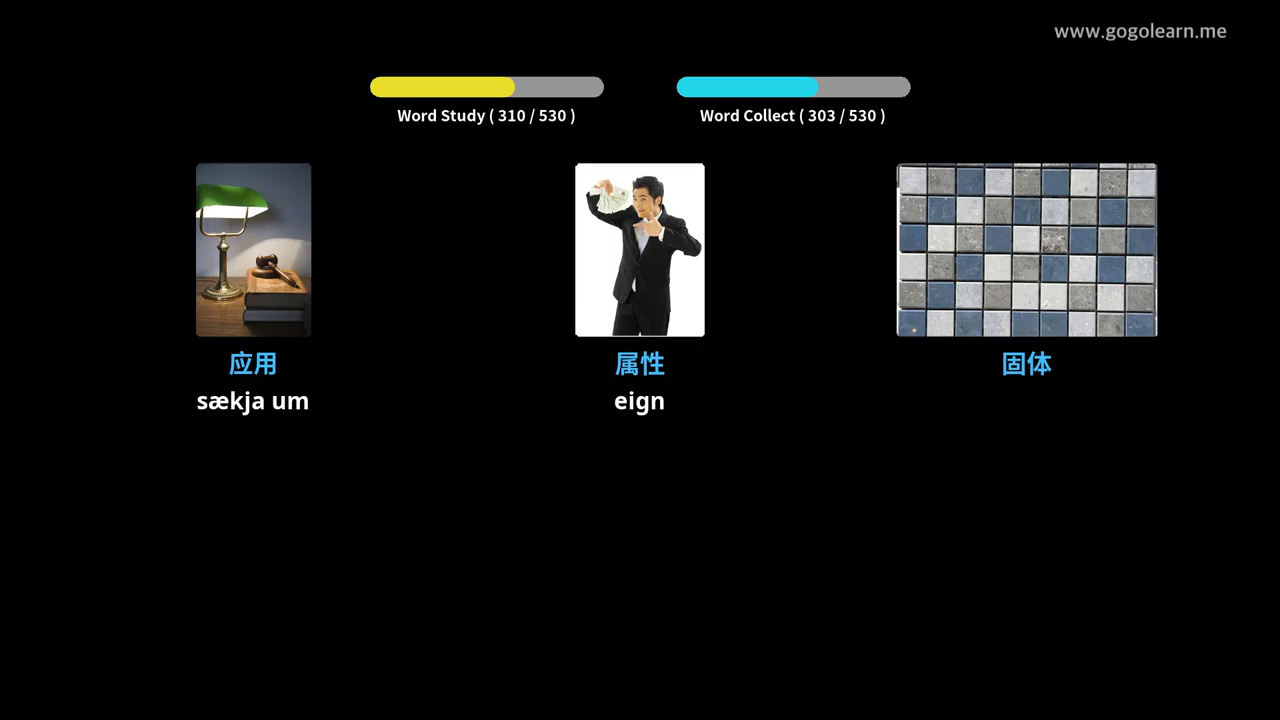 www.gogolearn.me
Word Study ( 310 / 530 )
Word Collect ( 303 / 530 )
应用
属性
固体
sækja um
eign